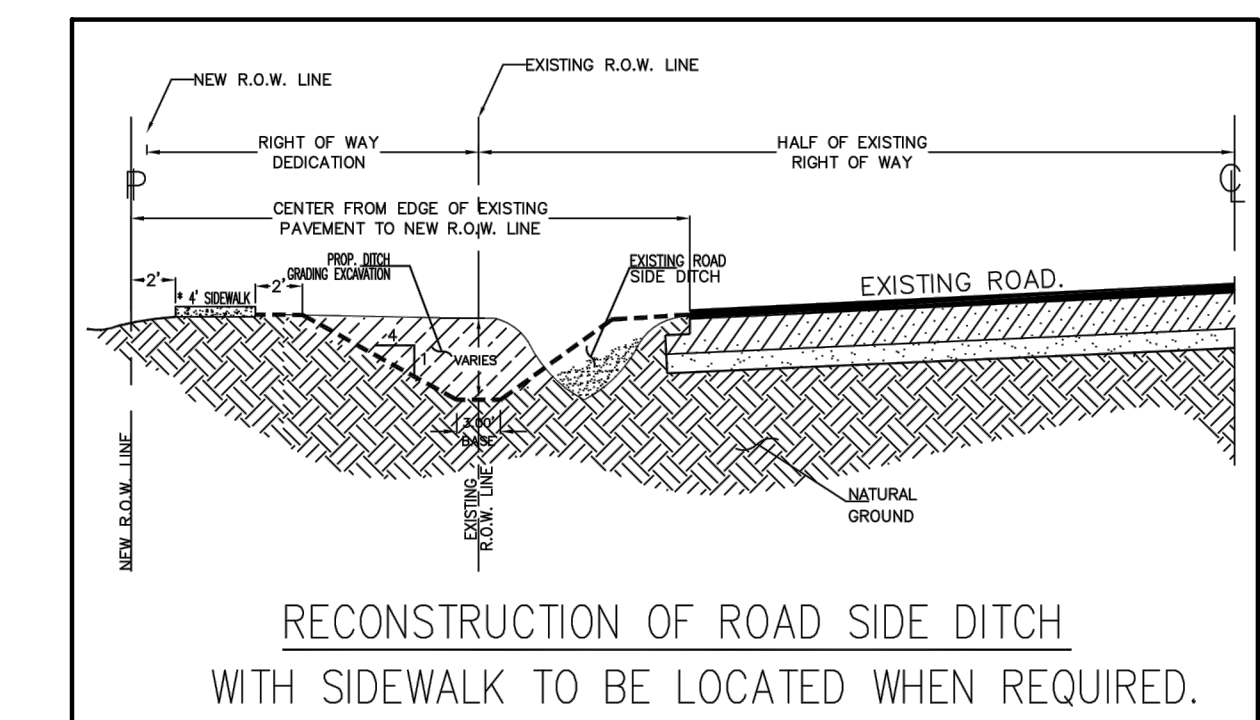 NEW R.O.W. LINE
EXISTING R.O.W. LINE
RIGHT OF WAY
DEDICATION
HALF OF EXISTING
RIGHT OF WAY
P
CL
CENTER FROM EDGE OF EXISTING
PAVEMENT TO NEW R.O.W. LINE
PROP. DITCH
GRADING EXCAVATION
EXISTING ROAD
SIDE DITCH
2'
* 4' SIDEWALK
2'
EXISTING ROAD.
4
1
VARIES
3.00'
BASE
NEW R.O.W. LINE
EXISTING
R.O.W. LINE
NATURAL
GROUND
RECONSTRUCTION OF ROAD SIDE DITCH
WITH SIDEWALK TO BE LOCATED WHEN REQUIRED.